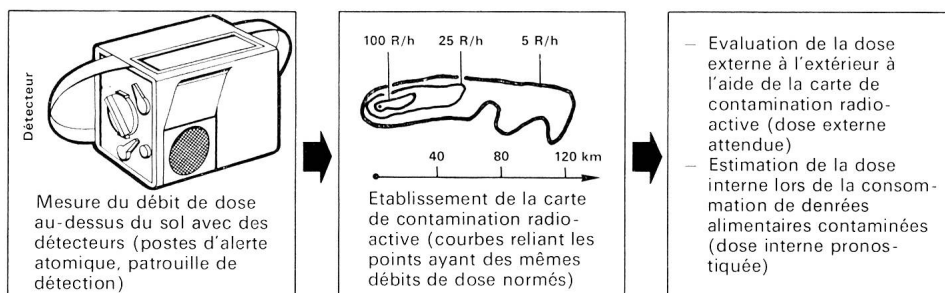 Détecteur
Mesure du débit de dose
au-dessus du sol avec des
détecteurs (postes d'alerte
atomique, patrouille de
détection)
100 R/h 25 R/h 5 R/h
40 80 120 km
Etablissement de la carte
de contamination radio-
active (courbes reliant les
points ayant des mêmes
débits de dose normés)
— Evaluation de la dose
externe à l'extérieur à
l'aide de la carte de
contamination radio-
active (dose externe
attendue)
— Estimation de la dose
interne lors de la consom-
mation de denrées
alimentaires contaminées
(dose interne pronos-
tiquée)